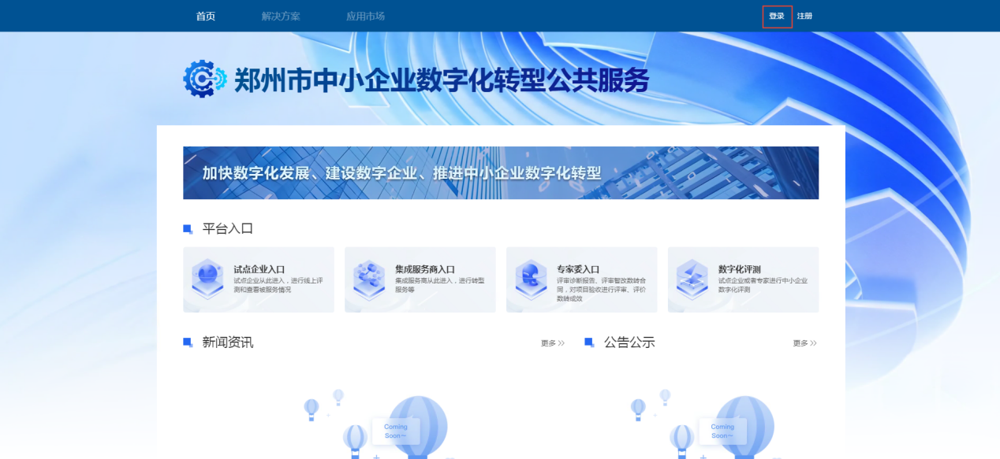 首页 解决方案 应用市场 登录 注册
郑州市中小企业数字化转型公共服务
加快数字化发展、建设数字企业、推进中小企业数字化转型
平台入口
试点企业入口
试点企业从此进入，进行线上评
测和查看被服务情况
集成服务商入口
集成服务商从此进入，进行转型
服务等
专家委入口
评审诊断报告、评审智改数转合
同，对项目验收进行评审、评价
数转成效
数字化评测
试点企业或者专家进行中小企业
数字化评测
新闻资讯 更多
公告公示 更多
Coming
Soon～
Coming
Soon～